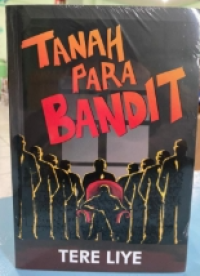 TANAH
PARA
BANDIT
TERE LIYE